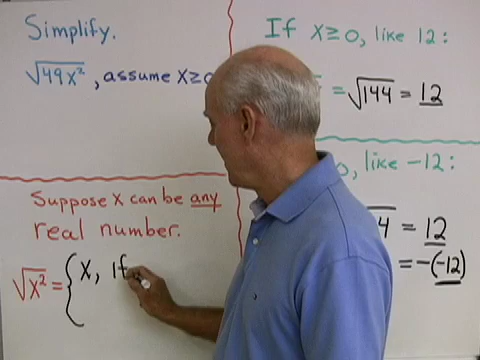 Simplify.
√49x² , assume x≥0
Suppose x can be any
real number.
√x² = { x, if
If x≥0, like 12:
= √144 = 12
0, like -12:
4 = 12
= -(-12)